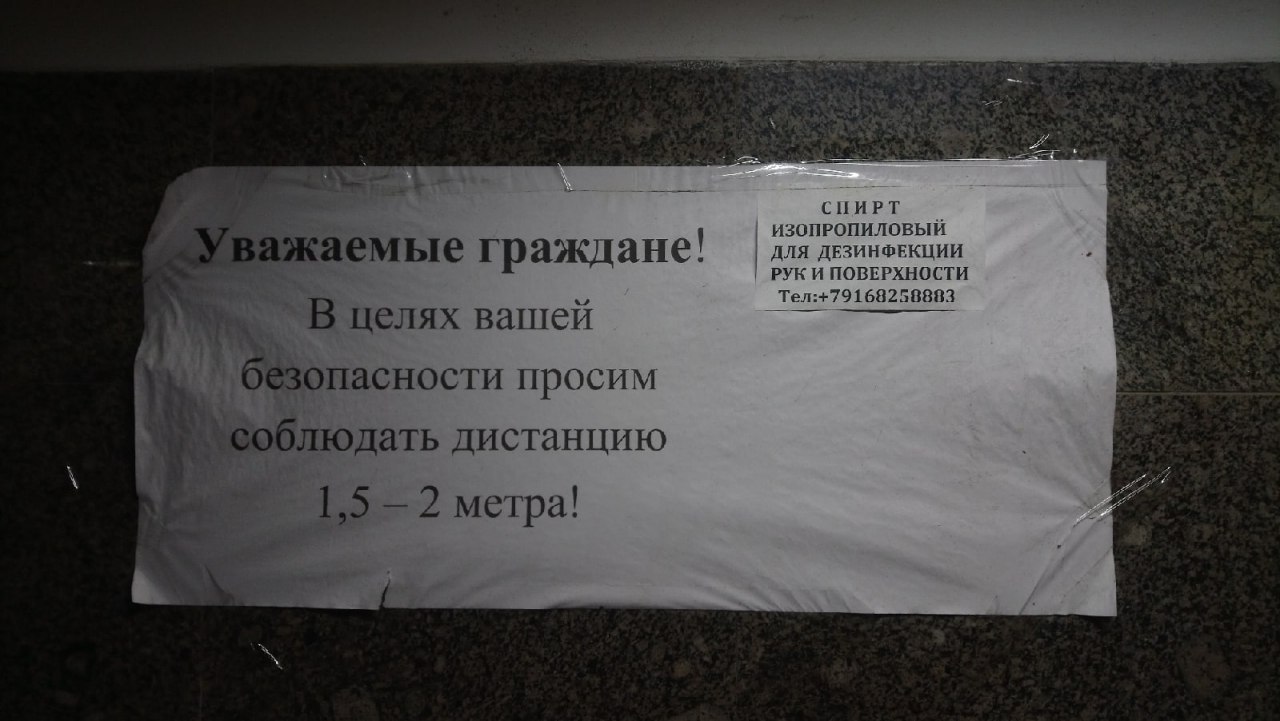 Уважаемые граждане!
В целях вашей
безопасности просим
соблюдать дистанцию
1,5 – 2 метра!
СПИРТ
ИЗОПРОПИЛОВЫЙ
ДЛЯ ДЕЗИНФЕКЦИИ
РУК И ПОВЕРХНОСТИ
Тел:+79168258883